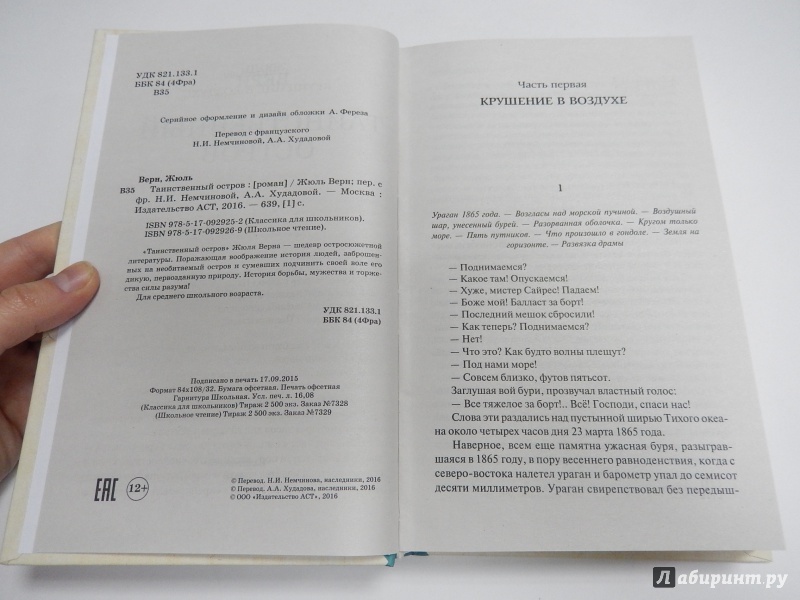 УДК 821.133.1
ББК 84 (4Фра)
В35
Серийное оформление и дизайн обложки А. Фереза
Перевод с французского
Н.И. Немчиновой, А.А. Худадовой
Верн, Жюль
В35 Таинственный остров : [роман] / Жюль Верн; пер. с
фр. Н.И. Немчиновой, А.А. Худадовой. — Москва :
Издательство АСТ, 2016. — 639, [1] с.
ISBN 978-5-17-092925-2 (Классика для школьников).
ISBN 978-5-17-092926-9 (Школьное чтение).
«Таинственный остров» Жюля Верна — шедевр остросюжетной
литературы. Поражающая воображение история людей, заброшен-
ных на необитаемый остров и сумевших подчинить своей воле его
дикую, первозданную природу. История борьбы, мужества и торже-
ства силы разума!
Для среднего школьного возраста.
УДК 821.133.1
ББК 84 (4Фра)
Подписано в печать 17.09.2015
Формат 84х108/32. Бумага офсетная. Печать офсетная
Гарнитура Школьная. Усл. печ. л. 16,08
(Классика для школьников) Тираж 2 500 экз. Заказ №7328
(Школьное чтение) Тираж 2 500 экз. Заказ №7329
ЕАС 12+
© Перевод. Н.И. Немчинова, наследники, 2016
© Перевод. А.А. Худадова, наследники, 2016
© ООО «Издательство АСТ», 2016
Часть первая
КРУШЕНИЕ В ВОЗДУХЕ
1
Ураган 1865 года. — Возгласы над морской пучиной. — Воздушный
шар, унесенный бурей. — Разорванная оболочка. — Кругом только
море. — Пять путников. — Что произошло в гондоле. — Земля на
горизонте. — Развязка драмы
— Поднимаемся?
— Какое там! Опускаемся!
— Хуже, мистер Сайрес! Падаем!
— Боже мой! Балласт за борт!
— Последний мешок сбросили!
— Как теперь? Поднимаемся?
— Нет!
— Что это? Как будто волны плещут?
— Под нами море!
— Совсем близко, футов пятьсот.
Заглушая вой бури, прозвучал властный голос:
— Все тяжелое за борт!.. Всё! Господи, спаси нас!
Слова эти раздались над пустынной ширью Тихого океа-
на около четырех часов дня 23 марта 1865 года.
Наверное, всем еще памятна ужасная буря, разыграв-
шаяся в 1865 году, в пору весеннего равноденствия, когда с
северо-востока налетел ураган и барометр упал до семисот
десяти миллиметров. Ураган свирепствовал без передыш-
Лабиринт.ру